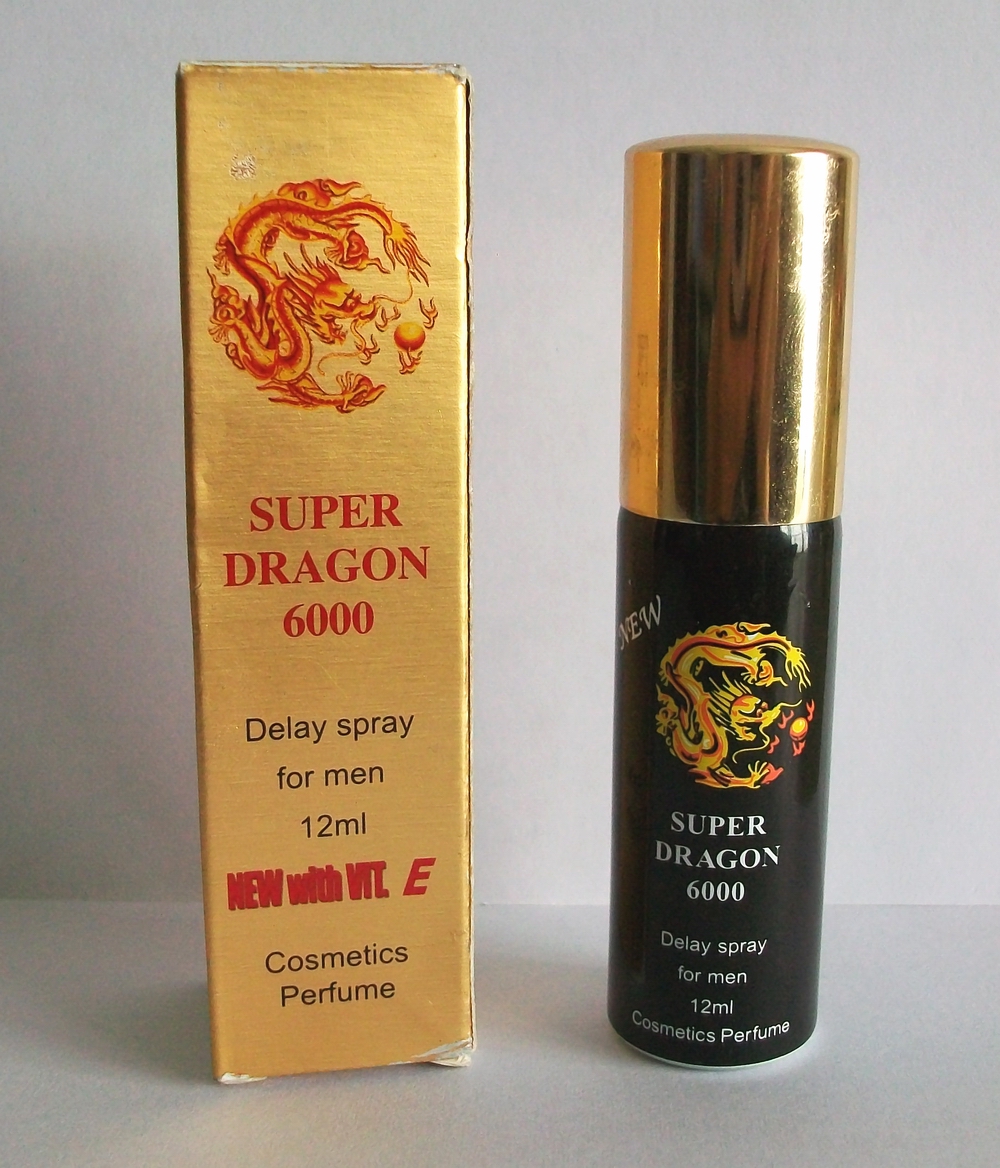 SUPER
DRAGON
6000
Delay spray
for men
12ml
NEW with VIT. E
Cosmetics
Perfume
NEW
SUPER
DRAGON
6000
Delay spray
for men
12ml
Cosmetics Perfume